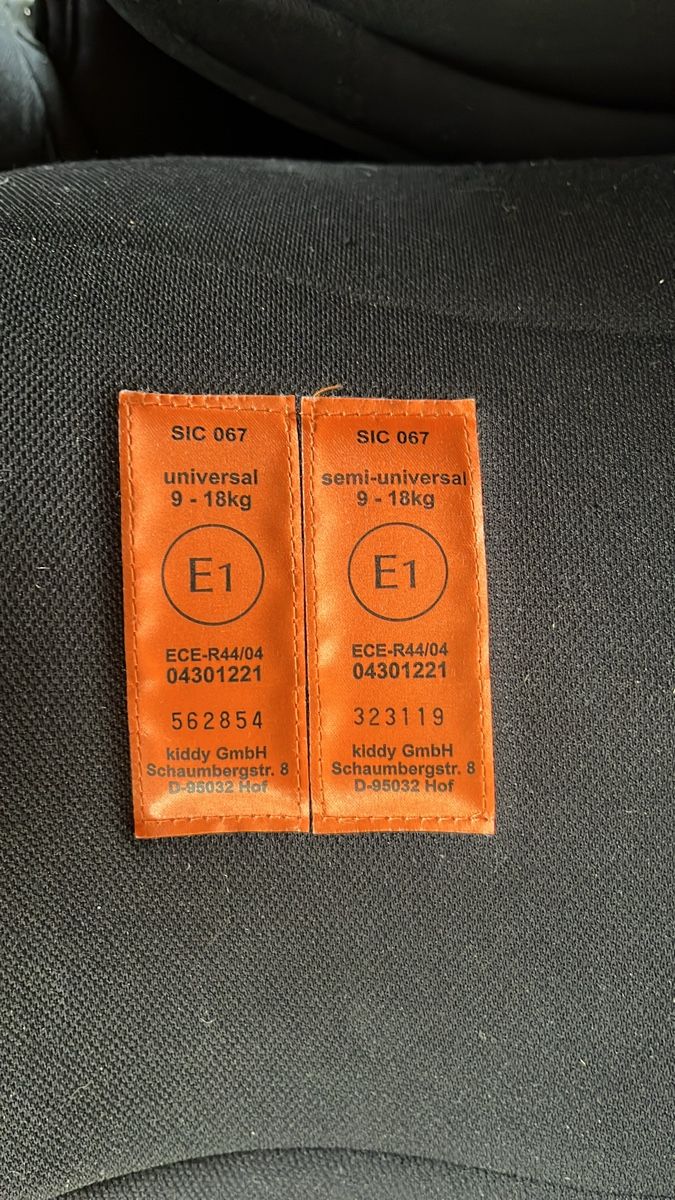 SIC 067
universal
9 - 18kg
E1
ECE-R44/04
04301221
562854
kiddy GmbH
Schaumbergstr. 8
D-95032 Hof
SIC 067
semi-universal
9 - 18kg
E1
ECE-R44/04
04301221
323119
kiddy GmbH
Schaumbergstr. 8
D-95032 Hof